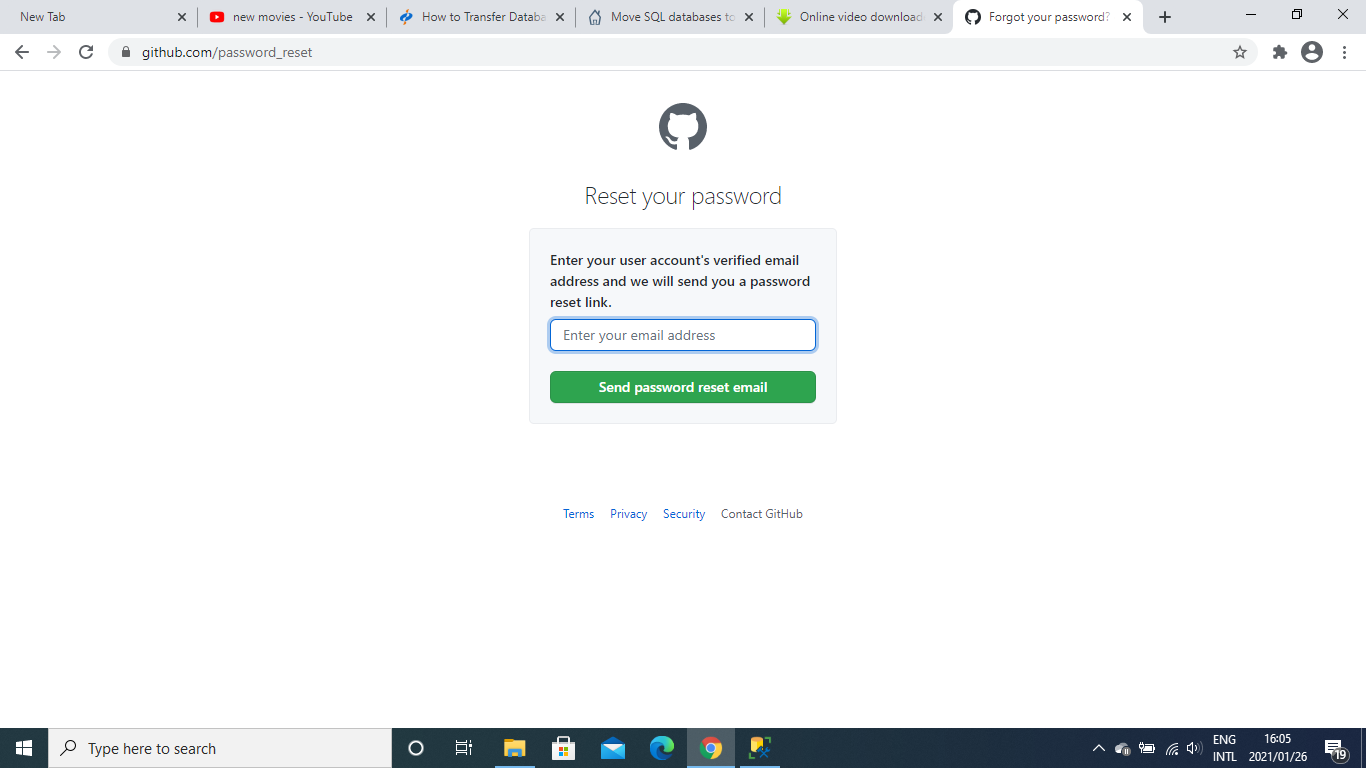 New Tab
new movies - YouTube
How to Transfer Databa
Move SQL databases to
Online video download
Forgot your password?
github.com/password_reset
Reset your password
Enter your user account's verified email
address and we will send you a password
reset link.
Enter your email address
Send password reset email
Terms Privacy Security Contact GitHub
Type here to search
ENG
INTL
16:05
2021/01/26
19